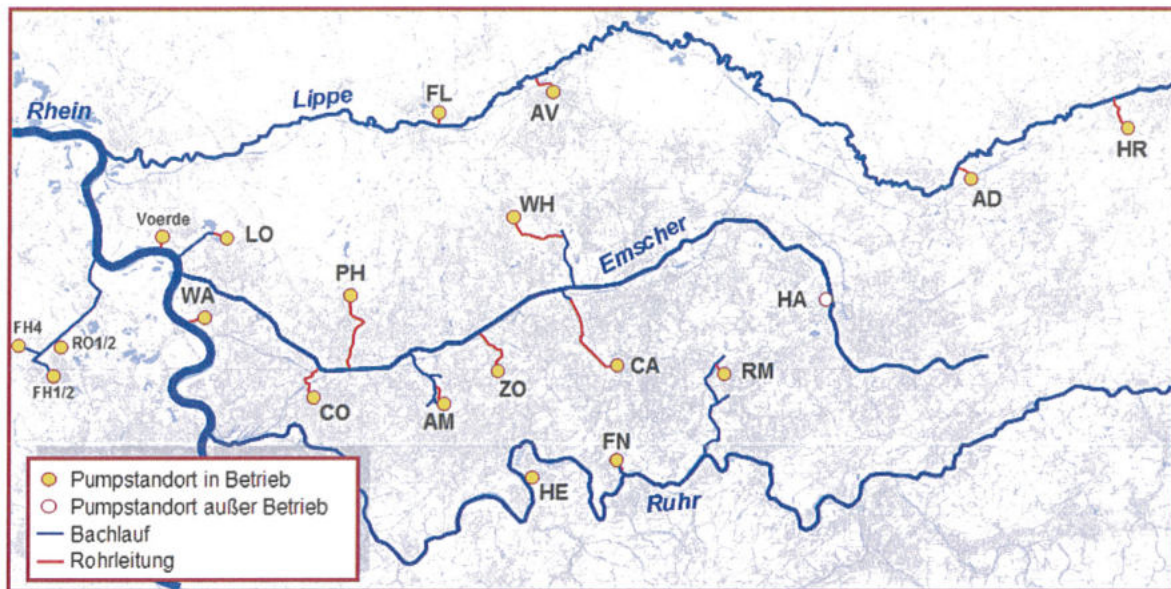 Rhein
Lippe
FL
AV
HR
AD
Voerde
LO
WH
Emscher
PH
WA
HA
FH4
RO1/2
FH1/2
CO
AM
ZO
CA
RM
FN
HE
Ruhr
Pumpstandort in Betrieb
Pumpstandort außer Betrieb
Bachlauf
Rohrleitung